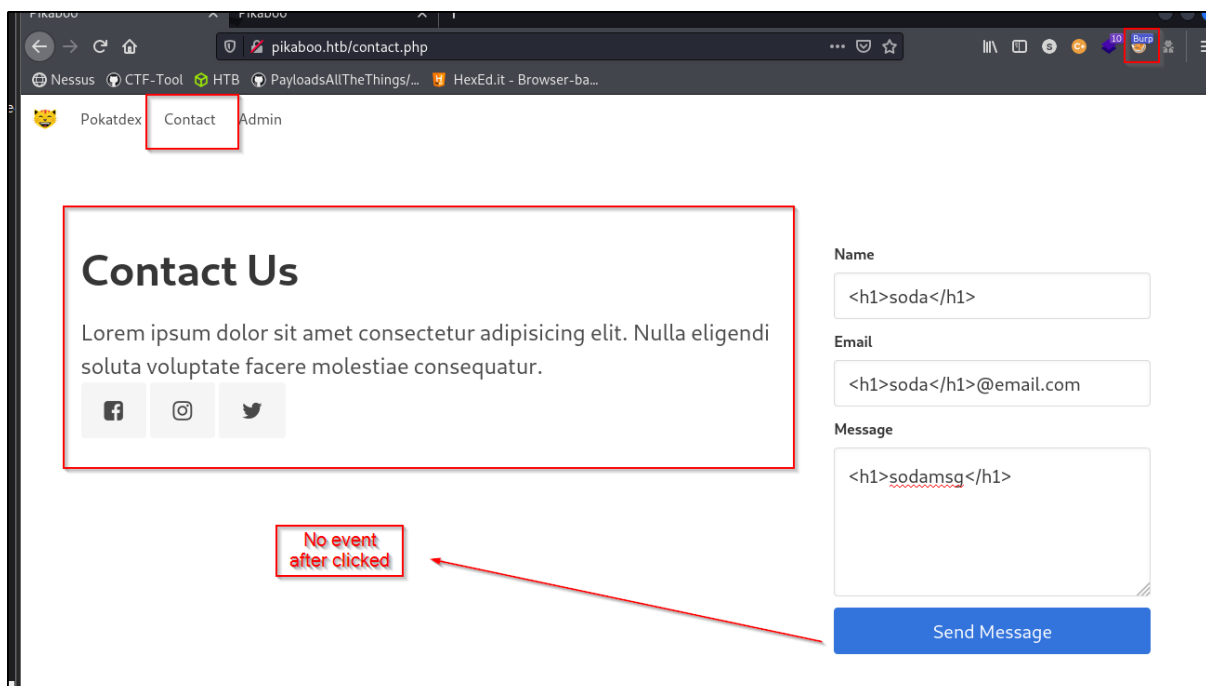 Pikaboo
Pikaboo
pikaboo.htb/contact.php
10
Burp
Nessus CTF-Tool HTB PayloadsAllTheThings/... HexEd.it - Browser-ba...
Pokatdex Contact Admin
Contact Us
Lorem ipsum dolor sit amet consectetur adipisicing elit. Nulla eligendi
soluta voluptate facere molestiae consequatur.
Name
<h1>soda</h1>
Email
<h1>soda</h1>@email.com
Message
<h1>sodamsg</h1>
Send Message
No event
after clicked